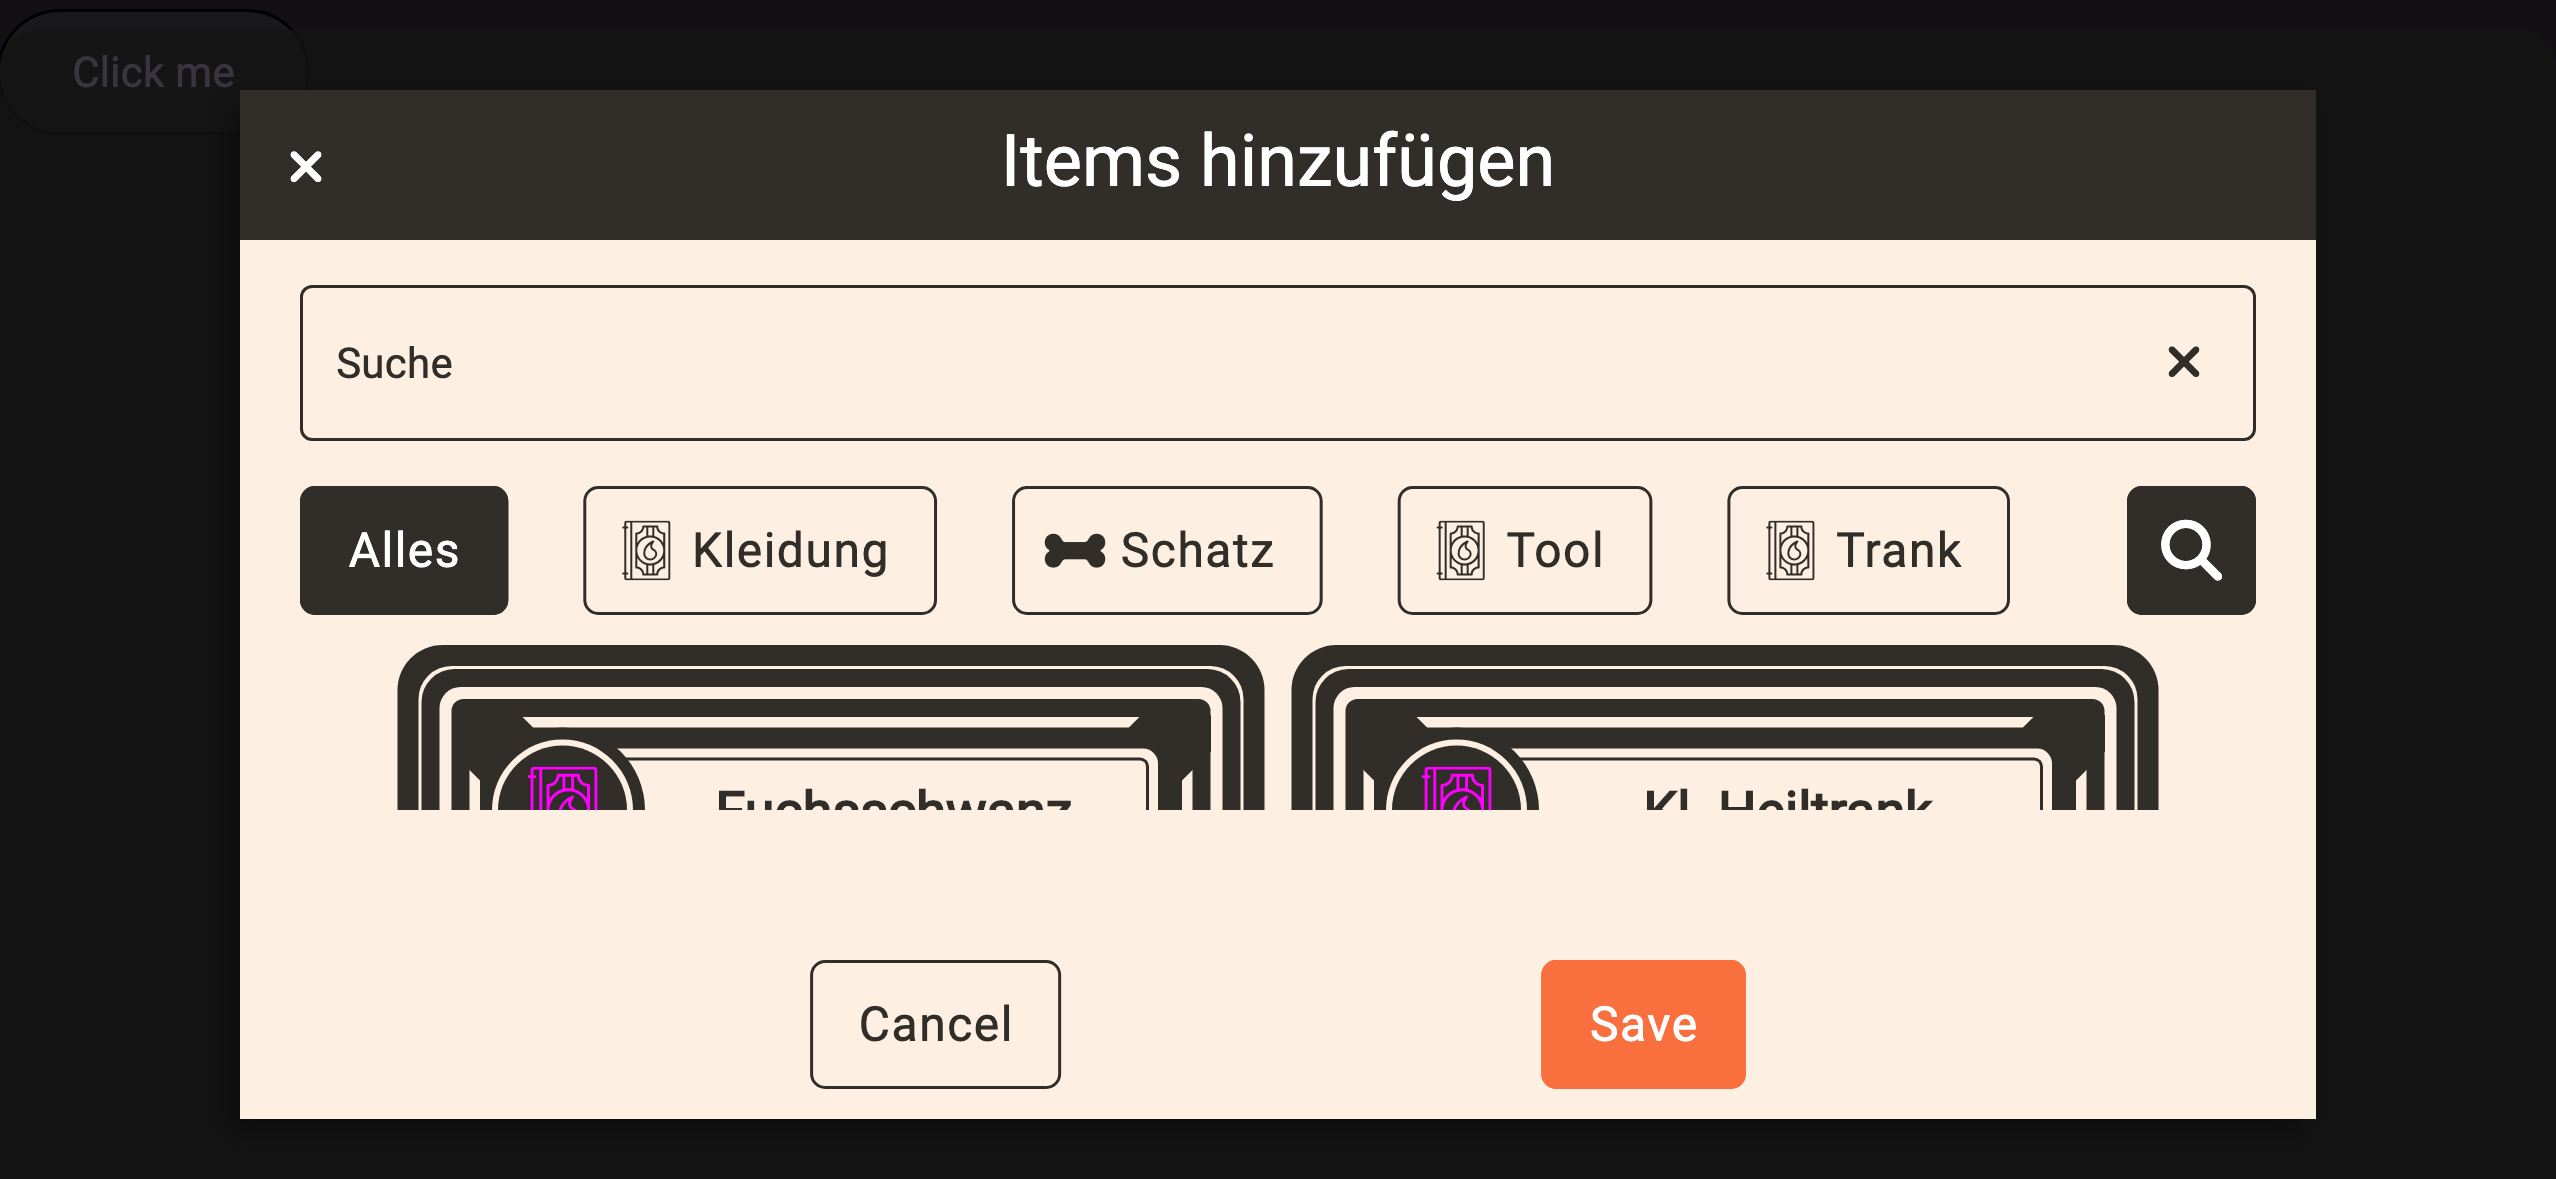 Click me
Items hinzufügen
Suche
Alles Kleidung Schatz Tool Trank
Fuchsschwanz Kl. Heiltrank
Cancel Save